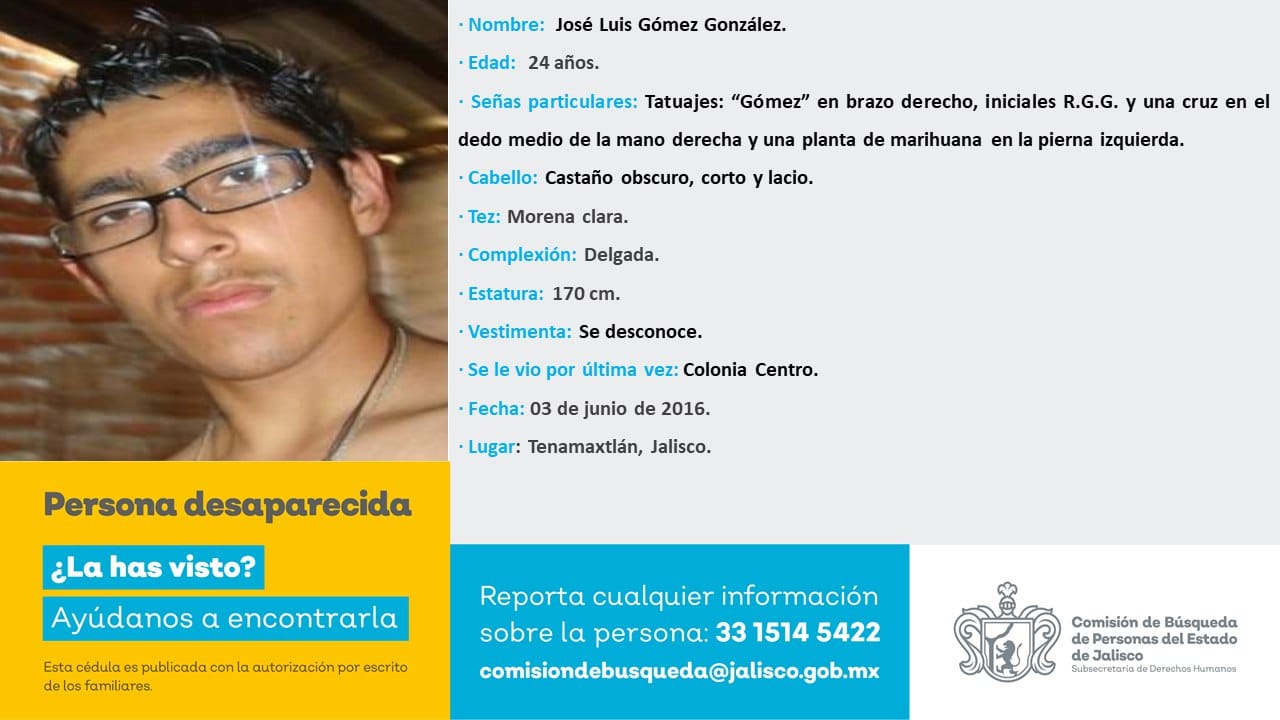 · Nombre: José Luis Gómez González.
· Edad: 24 años.
· Señas particulares: Tatuajes: “Gómez” en brazo derecho, iniciales R.G.G. y una cruz en el
dedo medio de la mano derecha y una planta de marihuana en la pierna izquierda.
· Cabello: Castaño obscuro, corto y lacio.
· Tez: Morena clara.
· Complexión: Delgada.
· Estatura: 170 cm.
· Vestimenta: Se desconoce.
· Se le vio por última vez: Colonia Centro.
· Fecha: 03 de junio de 2016.
· Lugar: Tenamaxtlán, Jalisco.
Persona desaparecida
¿La has visto?
Ayúdanos a encontrarla
Esta cédula es publicada con la autorización por escrito
de los familiares.
Reporta cualquier información
sobre la persona: 33 1514 5422
comisiondebusqueda@jalisco.gob.mx
Comisión de Búsqueda
de Personas del Estado
de Jalisco
Subsecretaría de Derechos Humanos